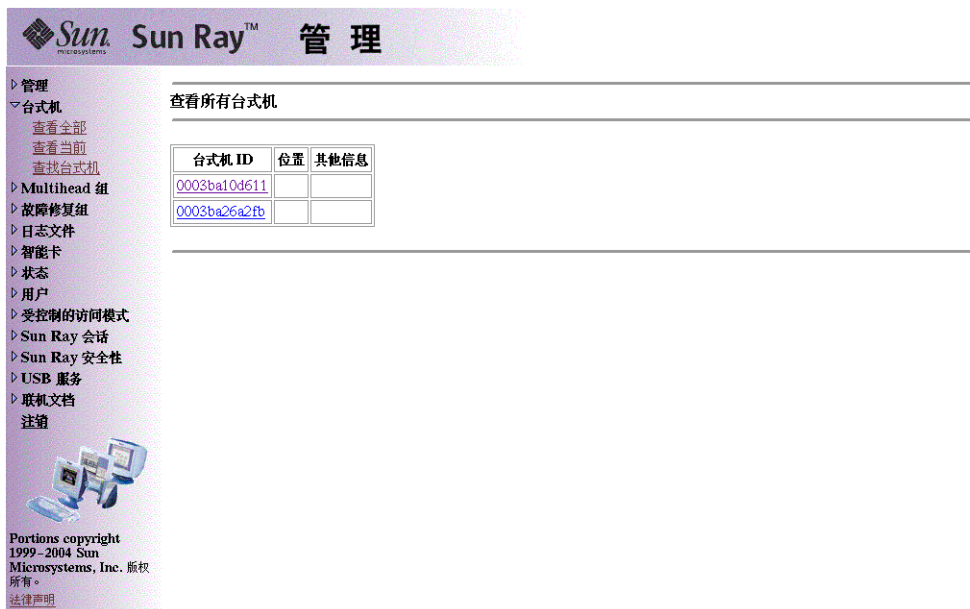 Sun microsystems Sun Ray™ 管 理
管理
台式机
查看全部
查看当前
查找台式机
Multihead 组
故障修复组
日志文件
智能卡
状态
用户
受控制的访问模式
Sun Ray 会话
Sun Ray 安全性
USB 服务
联机文档
注销
Portions copyright
1999-2004 Sun
Microsystems, Inc. 版权
所有。
法律声明
查看所有台式机
台式机 ID 位置 其他信息
0003ba10d611
0003ba26a2fb